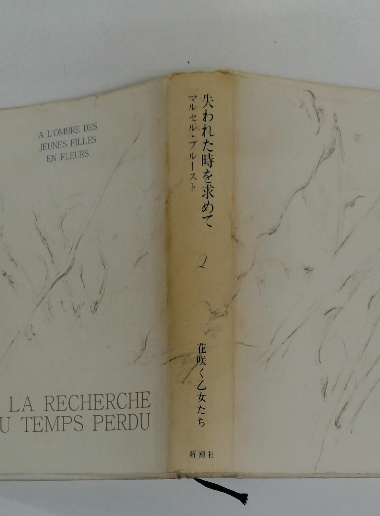 A L'OMBRE DES
JEUNES FILLES
EN FLEURS
LA RECHERCHE
U TEMPS PERDU
失われた時を求めて
マルセル・プルースト
2
花咲く乙女たち
新潮社